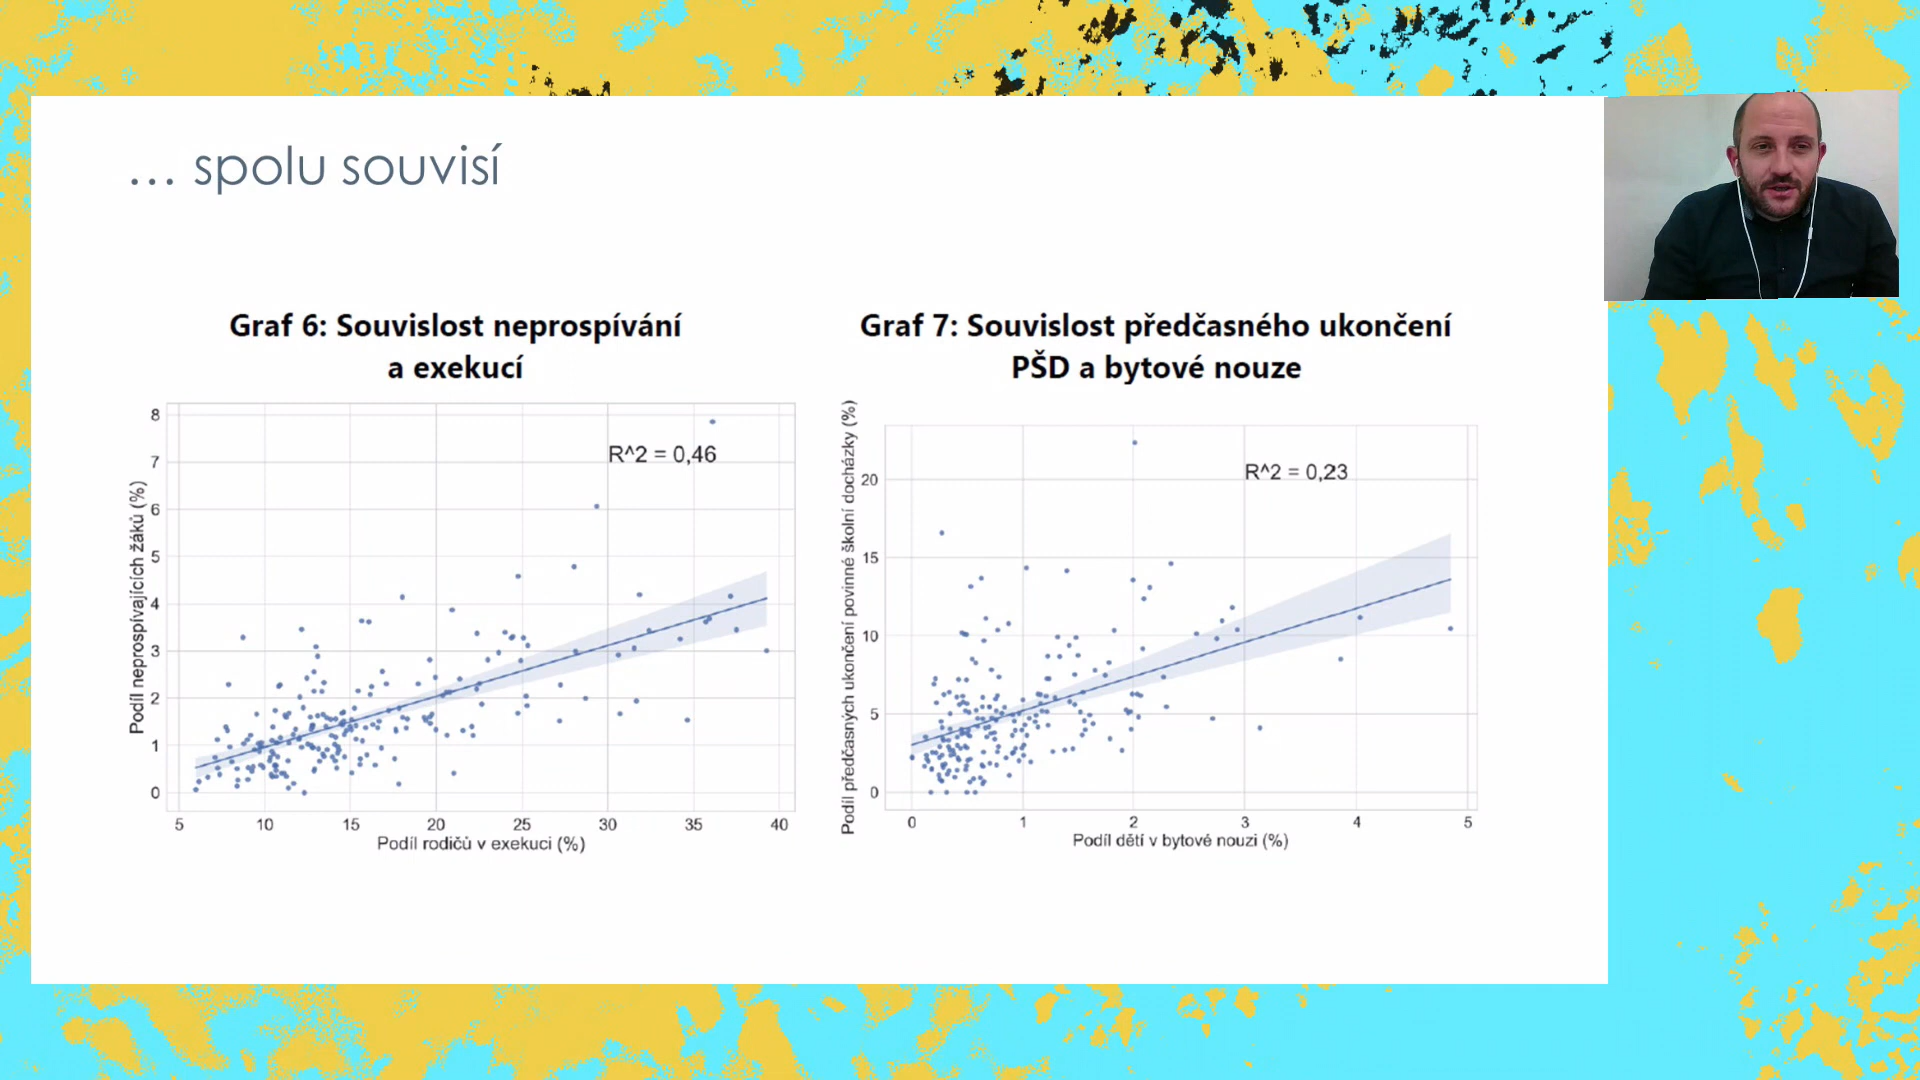 ... spolu souvisí
Graf 6: Souvislost neprospívání
a exekucí
R^2 = 0,46
Podíl neprospívajících žáků (%)
8
7
6
5
4
3
2
1
0
5 10 15 20 25 30 35 40
Podíl rodičů v exekuci (%)
Graf 7: Souvislost předčasného ukončení
PŠD a bytové nouze
R^2 = 0,23
Podíl předčasných ukončení povinné školní docházky (%)
20
15
10
5
0
0 1 2 3 4 5
Podíl dětí v bytové nouzi (%)